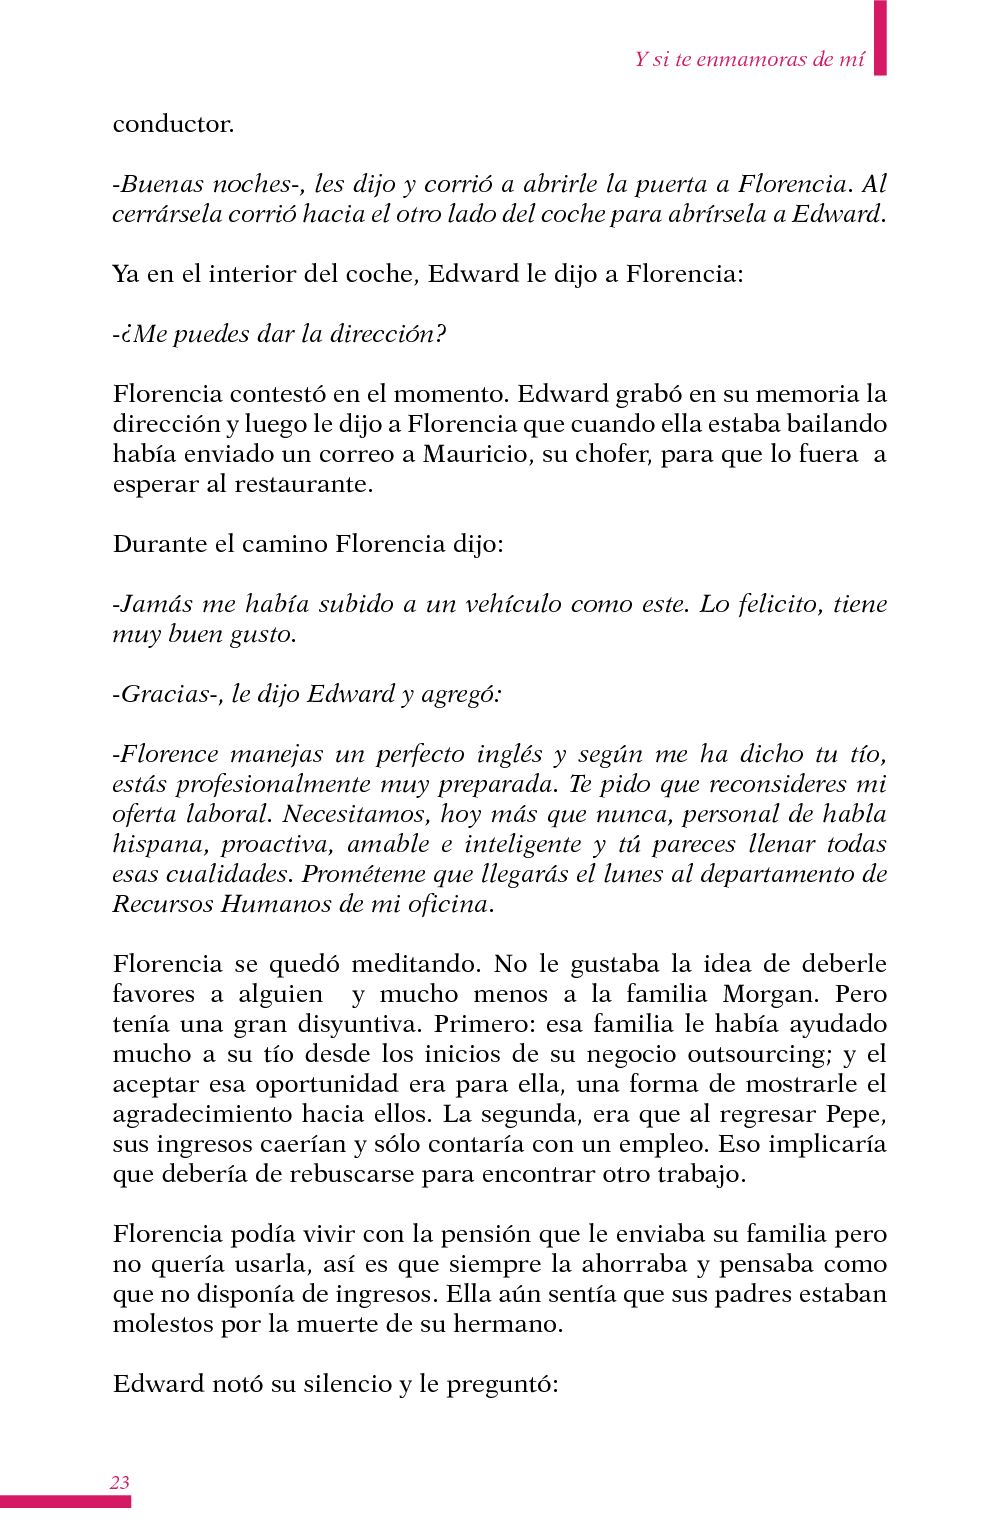 Y si te enmamoras de mí
conductor.
-Buenas noches-, les dijo y corrió a abrirle la puerta a Florencia. Al
cerrársela corrió hacia el otro lado del coche para abrírsela a Edward.
Ya en el interior del coche, Edward le dijo a Florencia:
-¿Me puedes dar la dirección?
Florencia contestó en el momento. Edward grabó en su memoria la
dirección y luego le dijo a Florencia que cuando ella estaba bailando
había enviado un correo a Mauricio, su chofer, para que lo fuera  a
esperar al restaurante.
Durante el camino Florencia dijo:
-Jamás me había subido a un vehículo como este. Lo felicito, tiene
muy buen gusto.
-Gracias-, le dijo Edward y agregó:
-Florence manejas un perfecto inglés y según me ha dicho tu tío,
estás profesionalmente muy preparada. Te pido que reconsideres mi
oferta laboral. Necesitamos, hoy más que nunca, personal de habla
hispana, proactiva, amable e inteligente y tú pareces llenar todas
esas cualidades. Prométeme que llegarás el lunes al departamento de
Recursos Humanos de mi oficina.
Florencia se quedó meditando. No le gustaba la idea de deberle
favores a alguien  y mucho menos a la familia Morgan. Pero
tenía una gran disyuntiva. Primero: esa familia le había ayudado
mucho a su tío desde los inicios de su negocio outsourcing; y el
aceptar esa oportunidad era para ella, una forma de mostrarle el
agradecimiento hacia ellos. La segunda, era que al regresar Pepe,
sus ingresos caerían y sólo contaría con un empleo. Eso implicaría
que debería de rebuscarse para encontrar otro trabajo.
Florencia podía vivir con la pensión que le enviaba su familia pero
no quería usarla, así es que siempre la ahorraba y pensaba como
que no disponía de ingresos. Ella aún sentía que sus padres estaban
molestos por la muerte de su hermano.
Edward notó su silencio y le preguntó:
23